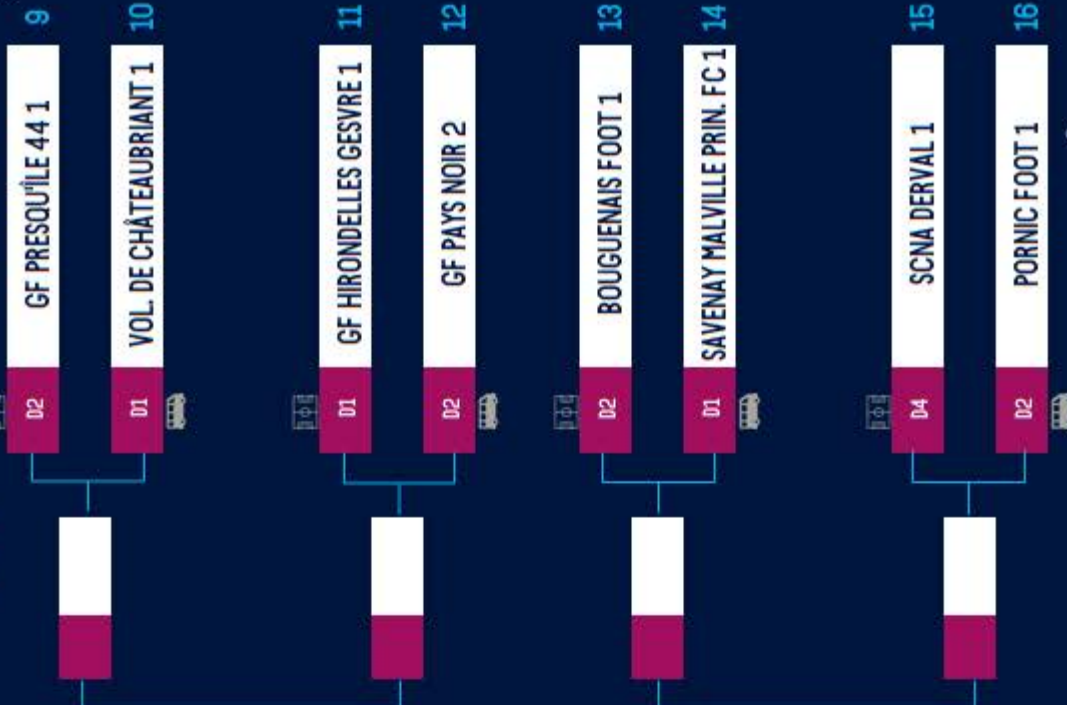 9
GF PRESQU'ÎLE 44 1
D2
10
VOL. DE CHÂTEAUBRIANT 1
D1
11
GF HIRONDELLES GESVRE 1
D1
12
GF PAYS NOIR 2
D2
13
BOUGUENAIS FOOT 1
D2
14
SAVENAY MALVILLE PRIN. FC 1
D1
15
SCNA DERVAL 1
D4
16
PORNIC FOOT 1
D2